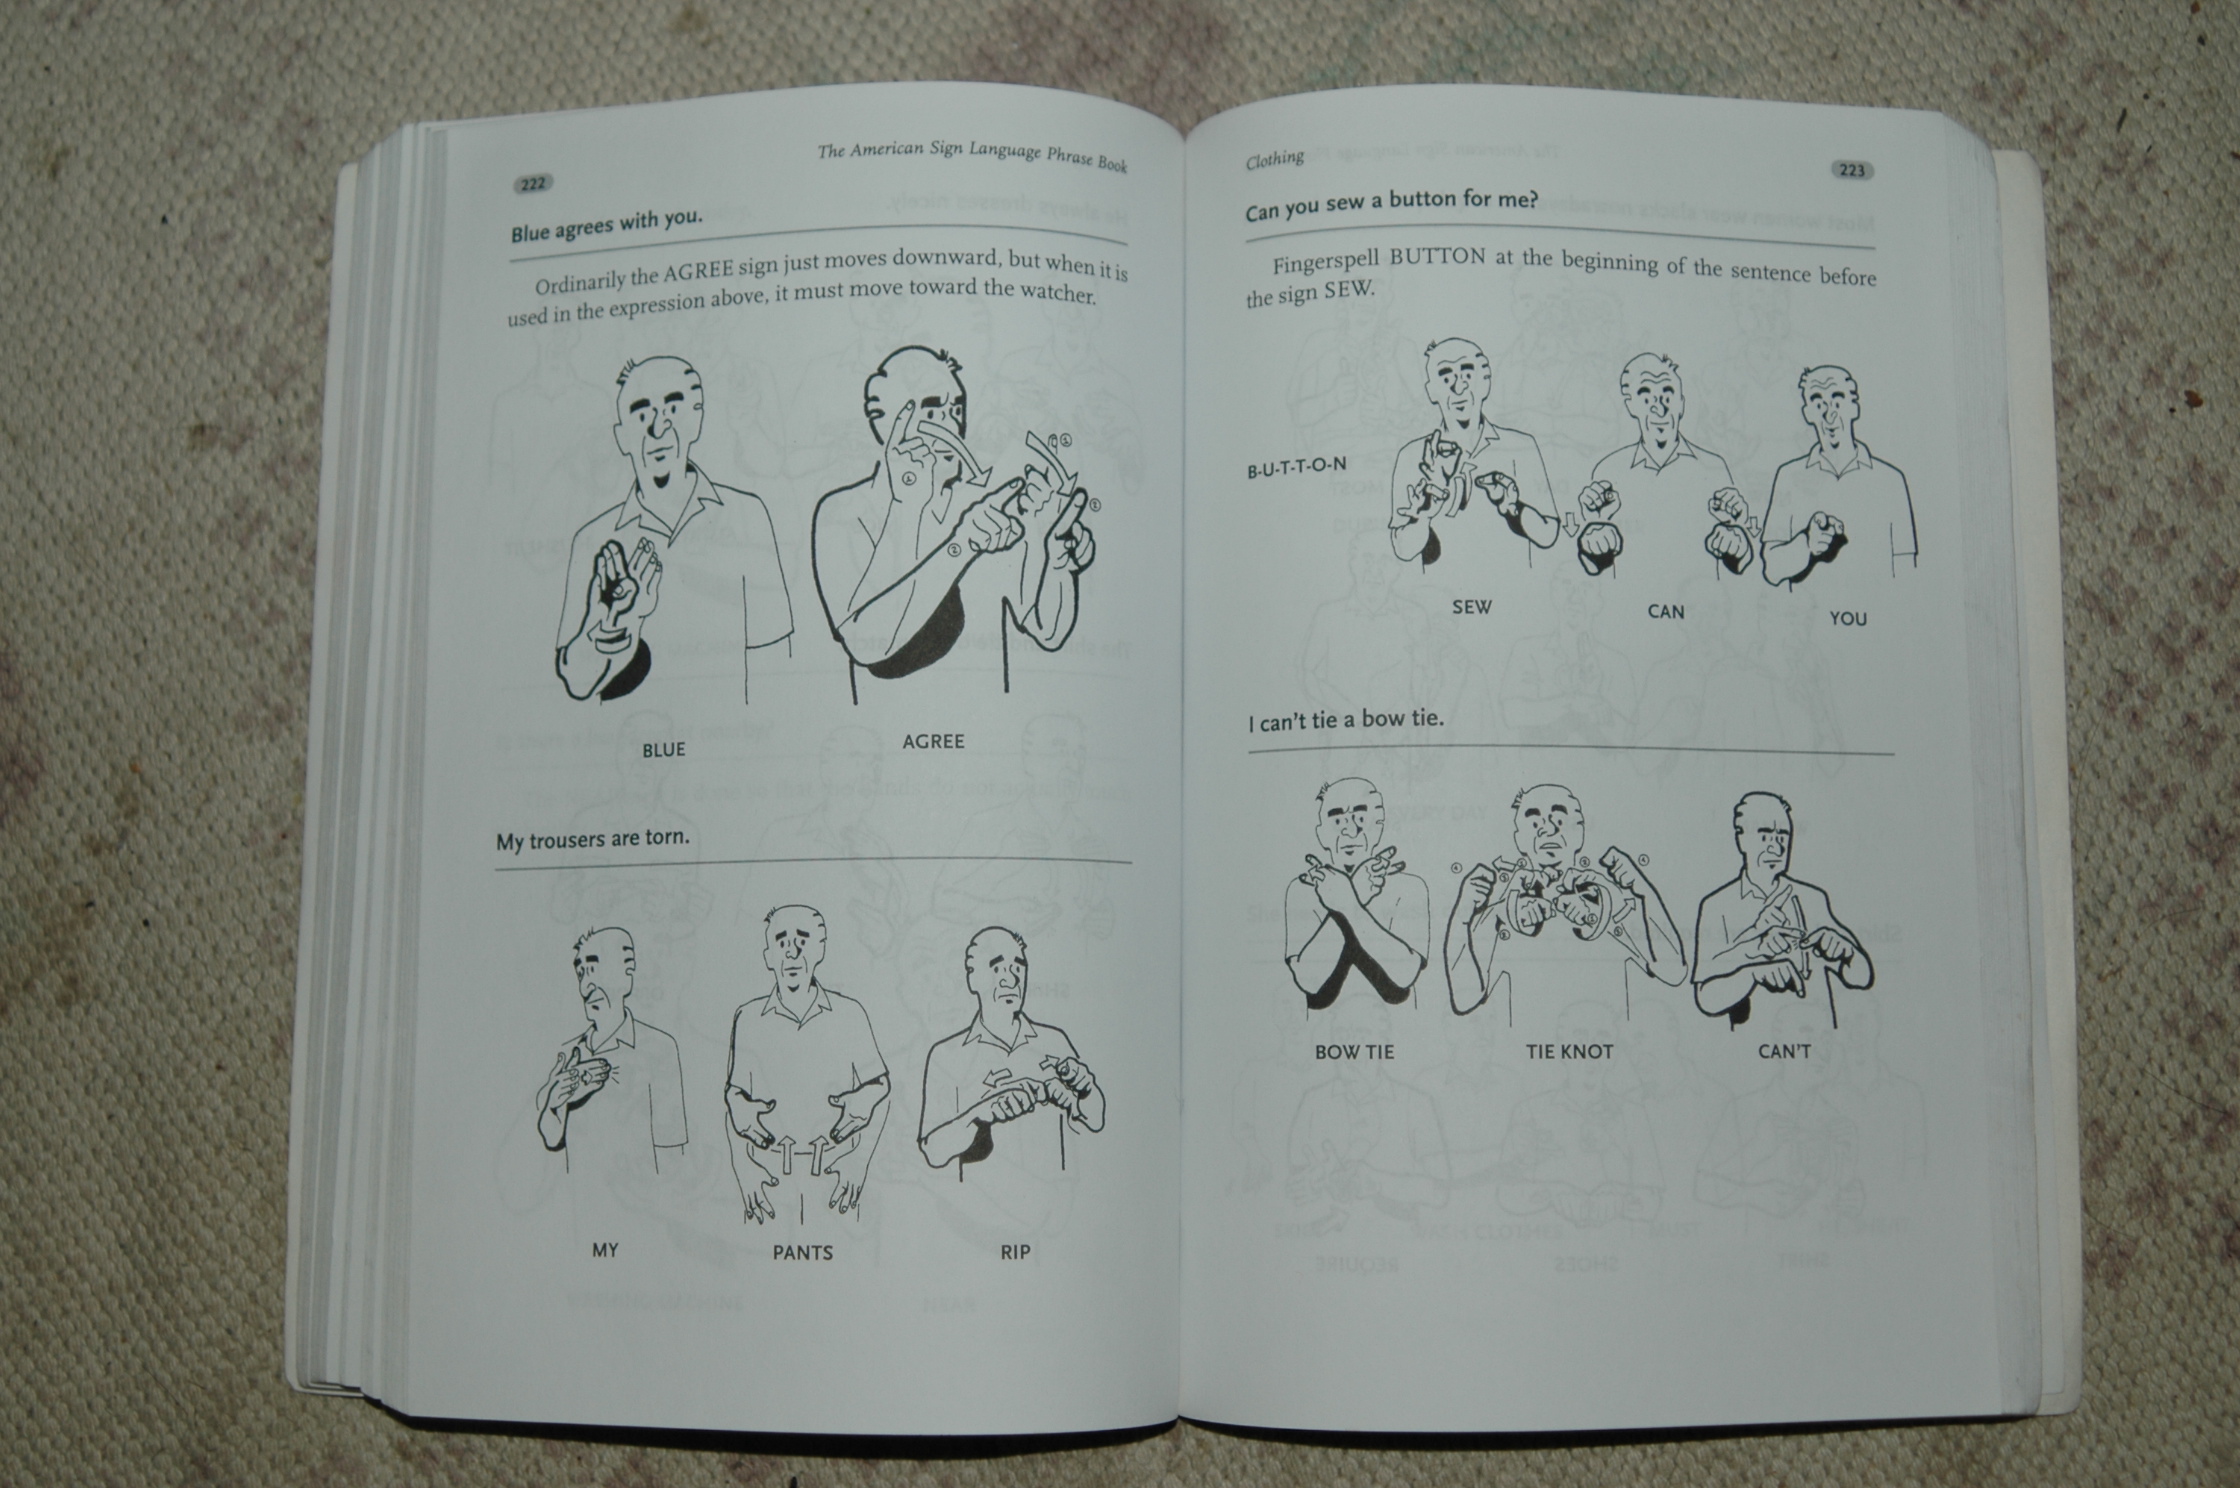 222
The American Sign Language Phrase Book
Blue agrees with you.
Ordinarily the AGREE sign just moves downward, but when it is
used in the expression above, it must move toward the watcher.
BLUE
AGREE
My trousers are torn.
MY
PANTS
RIP
Clothing
223
Can you sew a button for me?
Fingerspell BUTTON at the beginning of the sentence before
the sign SEW.
B-U-T-T-O-N
SEW
CAN
YOU
I can't tie a bow tie.
BOW TIE
TIE KNOT
CAN'T